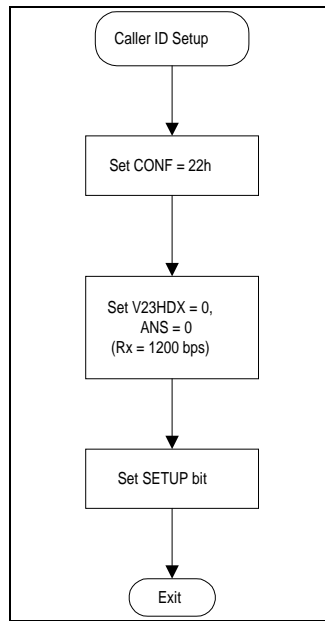 Caller ID Setup
Set CONF = 22h
Set V23HDX = 0,
ANS = 0
(Rx = 1200 bps)
Set SETUP bit
Exit